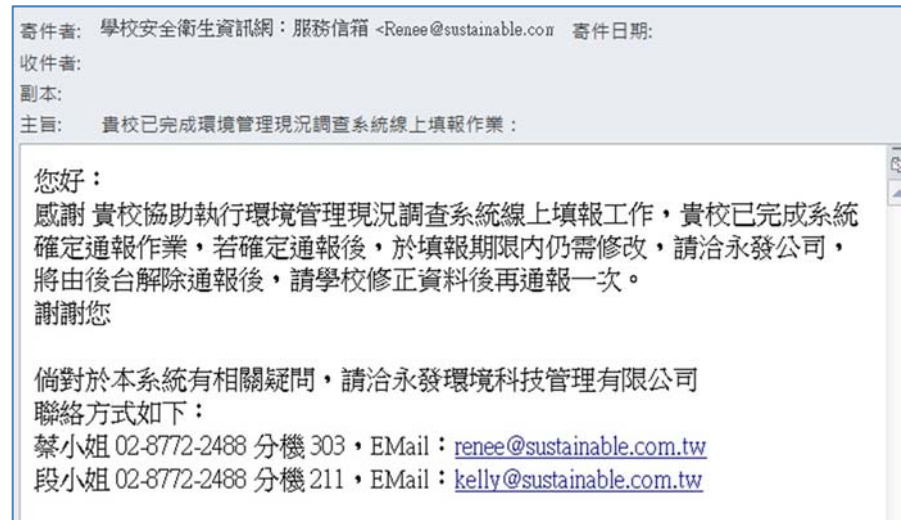 寄件者: 學校安全衛生資訊網：服務信箱 <Renee@sustainable.con 寄件日期:
收件者:
副本:
主旨: 貴校已完成環境管理現況調查系統線上填報作業：
您好：
感謝 貴校協助執行環境管理現況調查系統線上填報工作，貴校已完成系統
確定通報作業，若確定通報後，於填報期限內仍需修改，請洽永發公司，
將由後台解除通報後，請學校修正資料後再通報一次。
謝謝您
倘對於本系統有相關疑問，請洽永發環境科技管理有限公司
聯絡方式如下：
蔡小姐 02-8772-2488 分機 303，EMail：renee@sustainable.com.tw
段小姐 02-8772-2488 分機 211，EMail：kelly@sustainable.com.tw